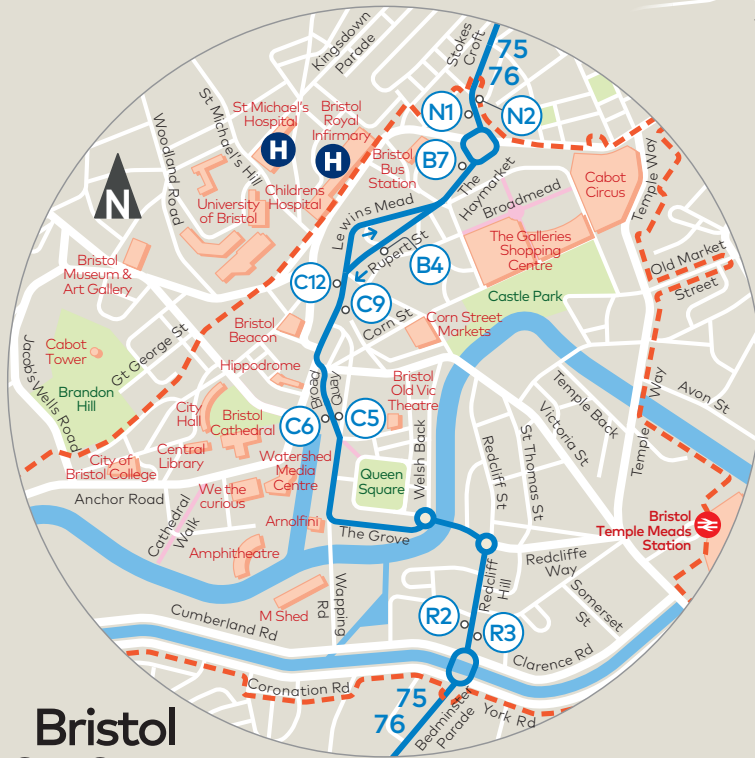 75
76
Stokes
Croft
Kingsdown
Parade
N1
N2
St Michael's
Hospital
St Michael's Hill
Bristol
Royal
Infirmary
H
H
Woodland Road
B7
Bristol
Bus
Station
The
Haymarket
Broadmead
Cabot
Circus
Temple Way
N
University
of Bristol
Childrens
Hospital
Lewins Mead
Rupert St
B4
The Galleries
Shopping
Centre
Old Market
Street
Bristol
Museum &
Art Gallery
C12
C9
Castle Park
Corn St
Corn Street
Markets
Bristol
Beacon
Gt George St
Cabot
Tower
Brandon
Hill
Jacob's Wells Road
Hippodrome
Broad
Quay
Bristol
Old Vic
Theatre
Temple Back
Victoria St
Temple
Way
Avon St
City
Hall
Bristol
Cathedral
C6
C5
Welsh Back
Redcliff St
St Thomas St
City of
Bristol College
Central
Library
Watershed
Media
Centre
Queen
Square
Anchor Road
We the
curious
Cathedral
Walk
Arnolfini
The Grove
Bristol
Temple Meads
Station
Amphitheatre
Redcliffe
Way
Redcliff
Hill
Somerset
St
M Shed
Wapping
Rd
R2
R3
Cumberland Rd
Clarence Rd
Coronation Rd
75
76
Bedminster
Parade
York Rd
Bristol